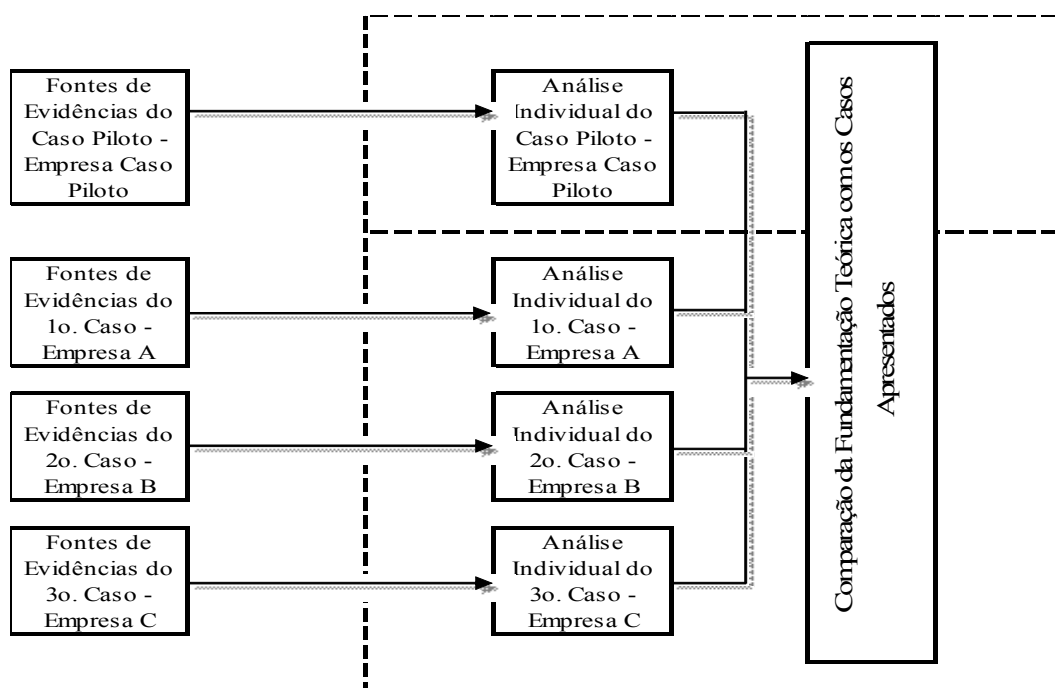 Fontes de
Evidências do
Caso Piloto -
Empresa Caso
Piloto
Análise
Individual do
Caso Piloto -
Empresa Caso
Piloto
Fontes de
Evidências do
1o. Caso -
Empresa A
Análise
Individual do
1o. Caso -
Empresa A
Fontes de
Evidências do
2o. Caso -
Empresa B
Análise
Individual do
2o. Caso -
Empresa B
Fontes de
Evidências do
3o. Caso -
Empresa C
Análise
Individual do
3o. Caso -
Empresa C
Comparação da Fundamentação Teórica com os Casos
Apresentados